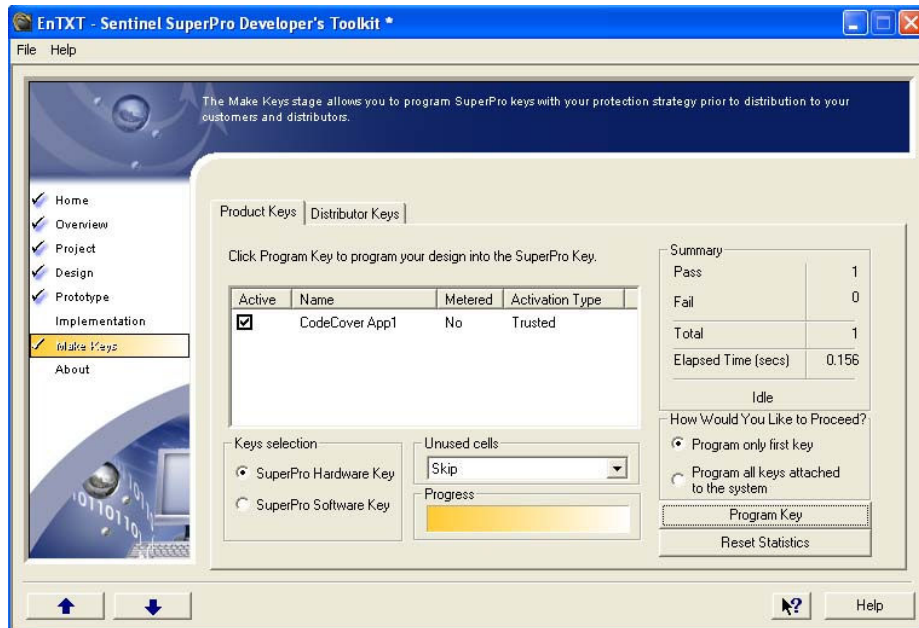 EnTXT - Sentinel SuperPro Developer's Toolkit *
File Help
The Make Keys stage allows you to program SuperPro keys with your protection strategy prior to distribution to your
customers and distributors.
Home
Overview
Project
Design
Prototype
Implementation
Make Keys
About
Product Keys Distributor Keys
Click Program Key to program your design into the SuperPro Key.
Active Name Metered Activation Type
CodeCover App1 No Trusted
Keys selection
SuperPro Hardware Key
SuperPro Software Key
Unused cells
Skip
Progress
Summary
Pass 1
Fail 0
Total 1
Elapsed Time (secs) 0.156
Idle
How Would You Like to Proceed?
Program only first key
Program all keys attached
to the system
Program Key
Reset Statistics
Help